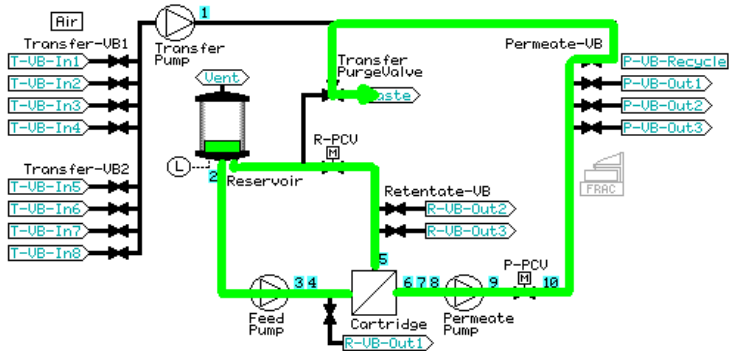 Air
1
Transfer-VB1
Transfer
Pump
Permeate-VB
T-VB-In1
T-VB-In2
T-VB-In3
T-VB-In4
Vent
Transfer
PurgeValve
aste
P-VB-Recycle
P-VB-Out1
P-VB-Out2
P-VB-Out3
R-PCV
M
Transfer-VB2
L
2
Reservoir
FRAC
T-VB-In5
T-VB-In6
T-VB-In7
T-VB-In8
Retentate-VB
R-VB-Out2
R-VB-Out3
5
P-PCV
M
3 4
6 7 8
9
10
Feed
Pump
Cartridge
Permeate
Pump
R-VB-Out1